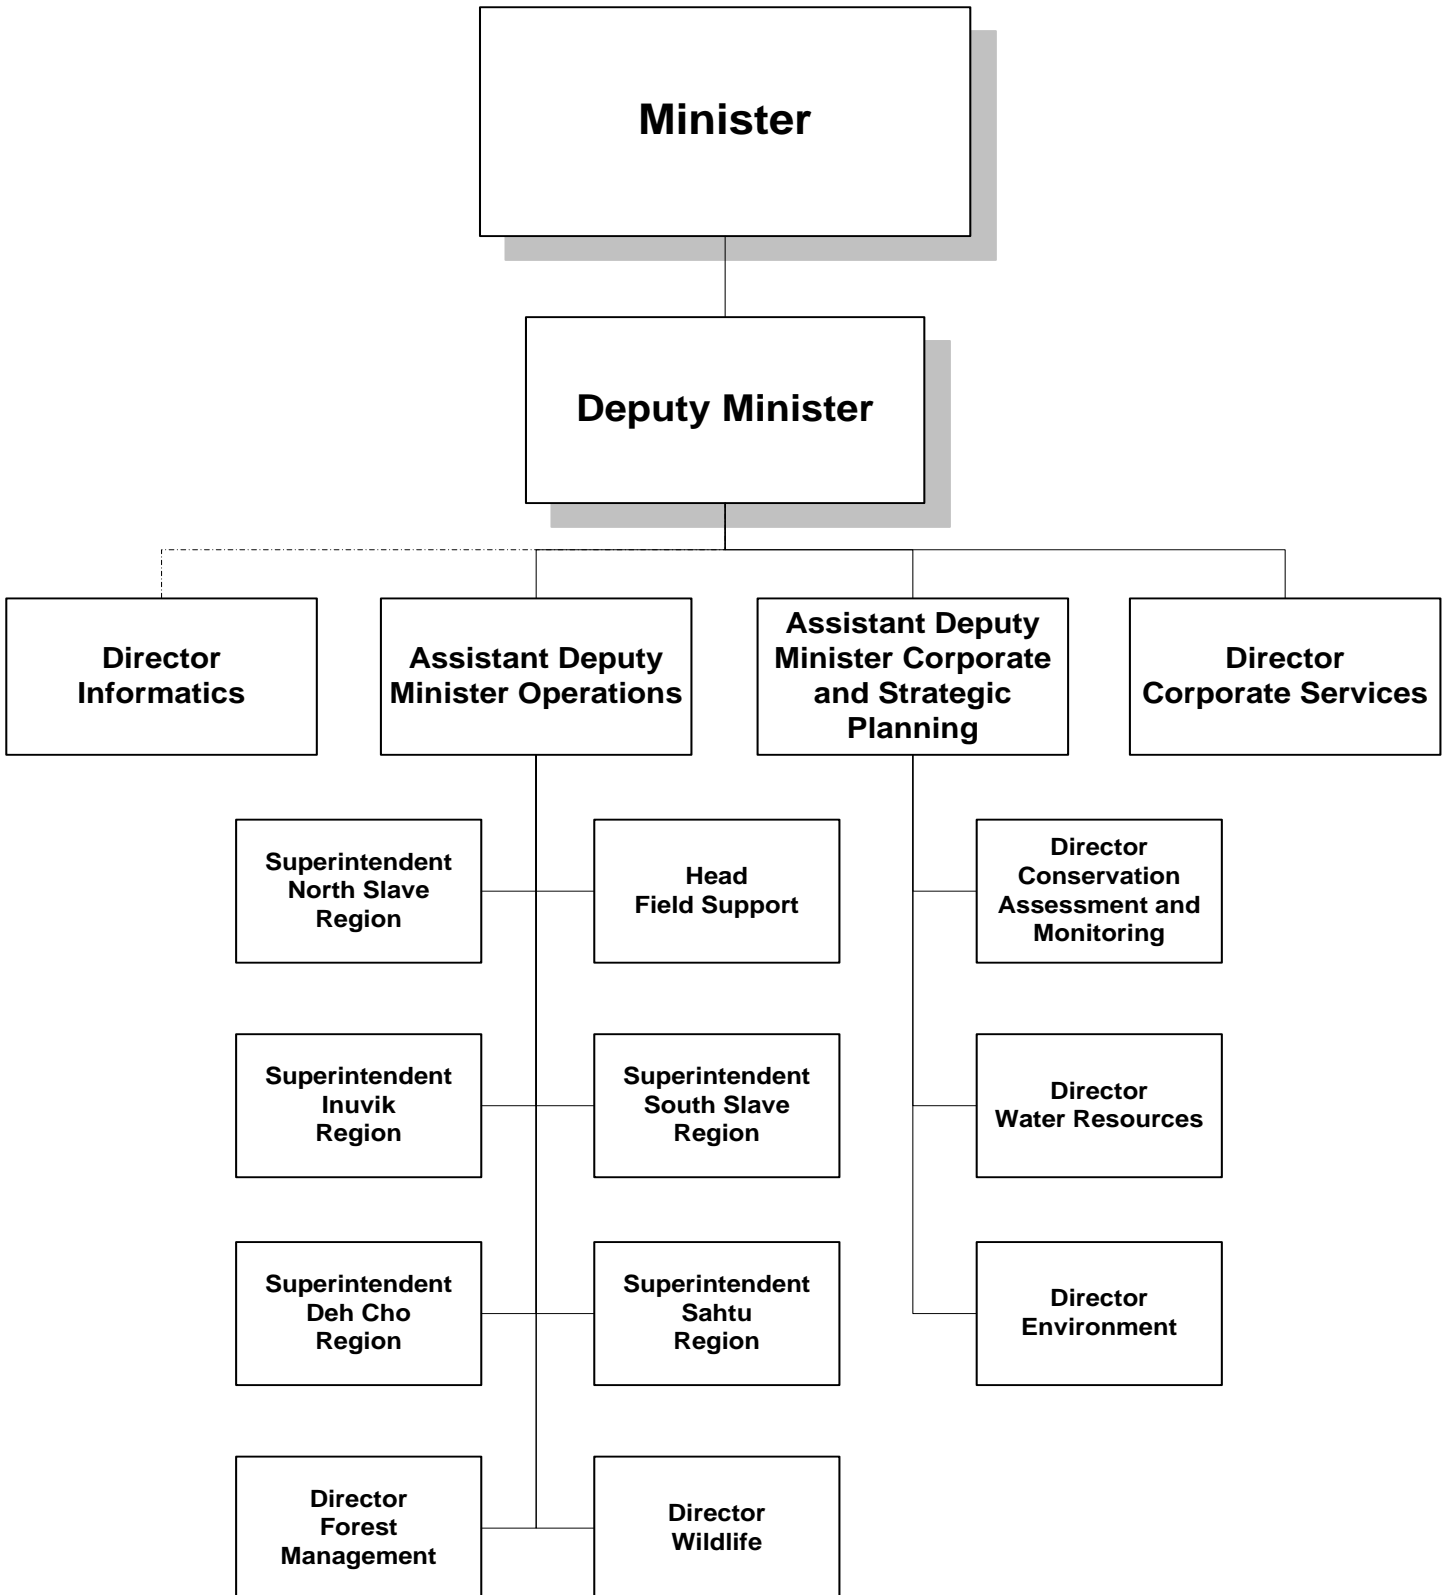 Minister
Deputy Minister
Director
Informatics
Assistant Deputy
Minister Operations
Assistant Deputy
Minister Corporate
and Strategic
Planning
Director
Corporate Services
Superintendent
North Slave
Region
Head
Field Support
Director
Conservation
Assessment and
Monitoring
Superintendent
Inuvik
Region
Superintendent
South Slave
Region
Director
Water Resources
Superintendent
Deh Cho
Region
Superintendent
Sahtu
Region
Director
Environment
Director
Forest
Management
Director
Wildlife